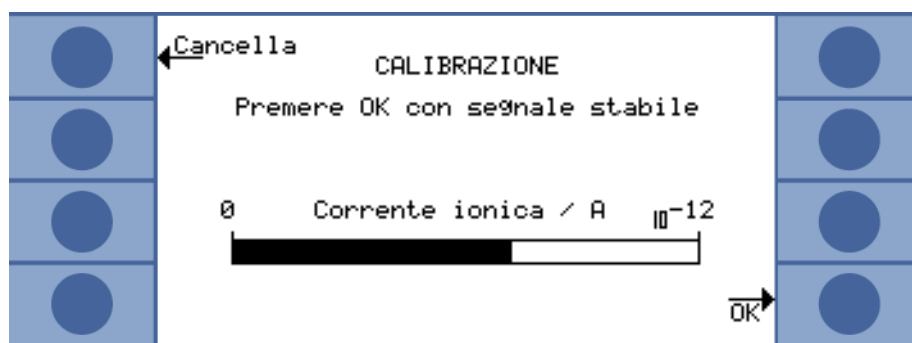 Cancella
CALIBRAZIONE
Premere OK con segnale stabile
0 Corrente ionica / A 10-12
OK